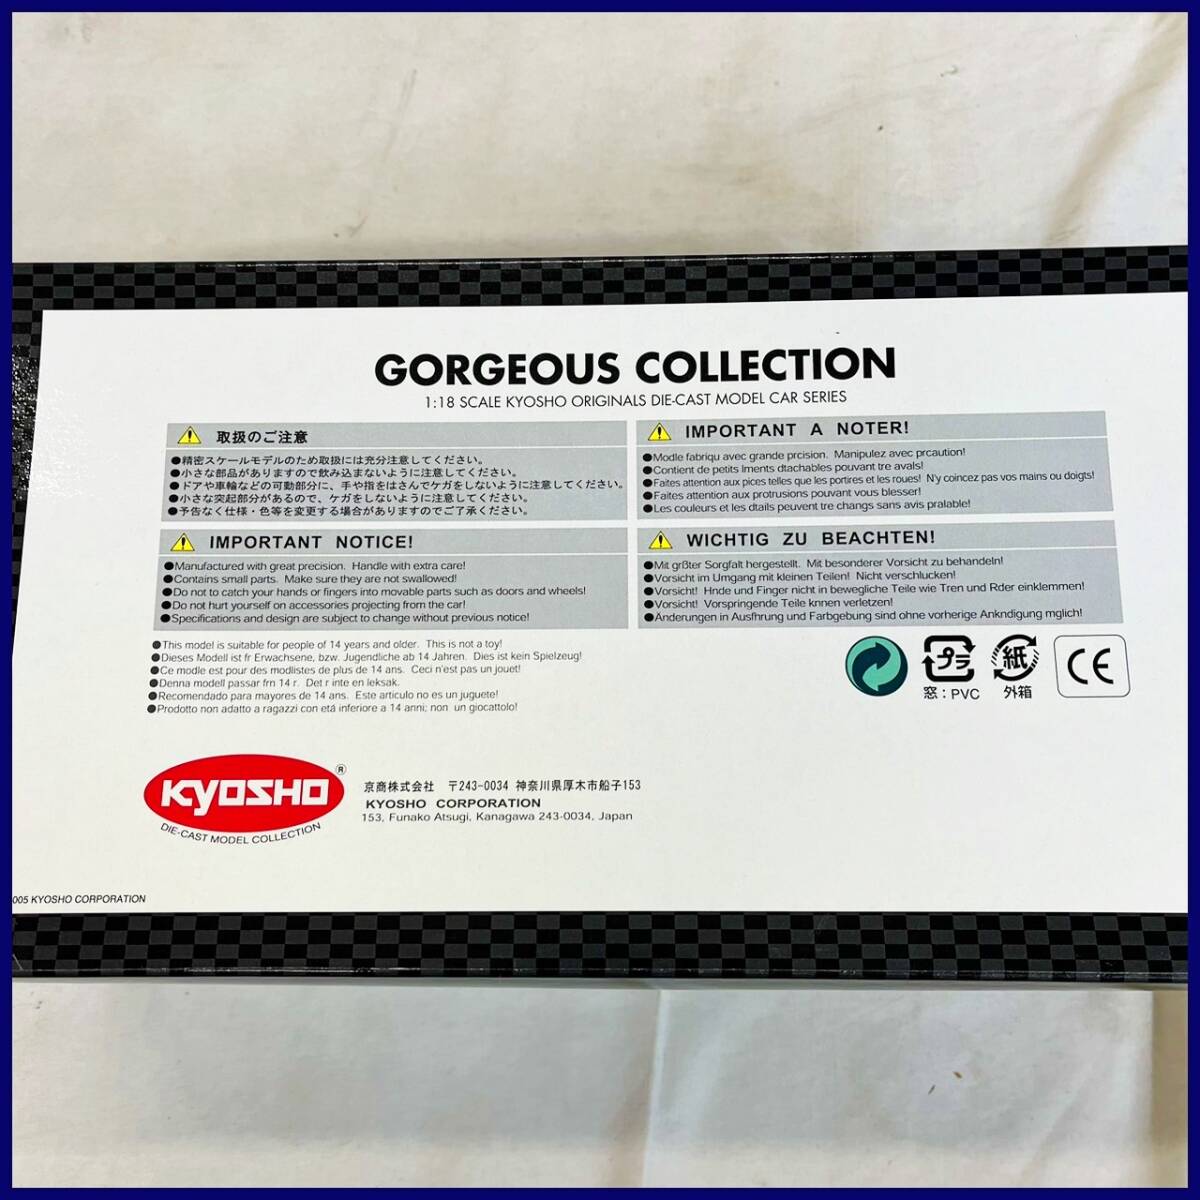 GORGEOUS COLLECTION
1:18 SCALE KYOSHO ORIGINALS DIE-CAST MODEL CAR SERIES
取扱のご注意
●精密スケールモデルのため取扱には充分注意してください。
●小さな部品がありますので飲み込まないように注意してください。
●ドアや車輪などの可動部分に、手や指をはさんでケガをしないように注意してください。
●小さな突起部分があるので、ケガをしないように注意してください。
●予告なく仕様・色等を変更する場合がありますのでご了承ください。
IMPORTANT A NOTER!
●Modle fabriqu avec grande prcision. Manipulez avec prcaution!
●Contient de petits lments dtachables pouvant tre avals!
●Faites attention aux pices telles que les portires et les roues! N'y coincez pas vos mains ou doigts!
●Faites attention aux protrusions pouvant vous blesser!
●Les couleurs et les dtails peuvent tre changs sans avis pralable!
IMPORTANT NOTICE!
●Manufactured with great precision. Handle with extra care!
●Contains small parts. Make sure they are not swallowed!
●Do not to catch your hands or fingers into movable parts such as doors and wheels!
●Do not hurt yourself on accessories projecting from the car!
●Specifications and design are subject to change without previous notice!
WICHTIG ZU BEACHTEN!
●Mit grßter Sorgfalt hergestellt. Mit besonderer Vorsicht zu behandeln!
●Vorsicht im Umgang mit kleinen Teilen! Nicht verschlucken!
●Vorsicht! Hnde und Finger nicht in bewegliche Teile wie Tren und Rder einklemmen!
●Vorsicht! Vorspringende Teile knnen verletzen!
●Änderungen in Ausfhrung und Farbgebung sind ohne vorherige Ankndigung mglich!
●This model is suitable for people of 14 years and older. This is not a toy!
●Dieses Modell ist fr Erwachsene, bzw. Jugendliche ab 14 Jahren. Dies ist kein Spielzeug!
●Ce modle est pour des modlistes de plus de 14 ans. Ceci n'est pas un jouet!
●Denna modell passar frn 14 r. Det r inte en leksak.
●Recomendado para mayores de 14 ans. Este articulo no es un juguete!
●Prodotto non adatto a ragazzi con etá inferiore a 14 anni; non un giocattolo!
プラ
窓：PVC
紙
外箱
CE
KYOSHO®
DIE-CAST MODEL COLLECTION
京商株式会社 〒243-0034 神奈川県厚木市船子153
KYOSHO CORPORATION
153, Funako Atsugi, Kanagawa 243-0034, Japan
005 KYOSHO CORPORATION